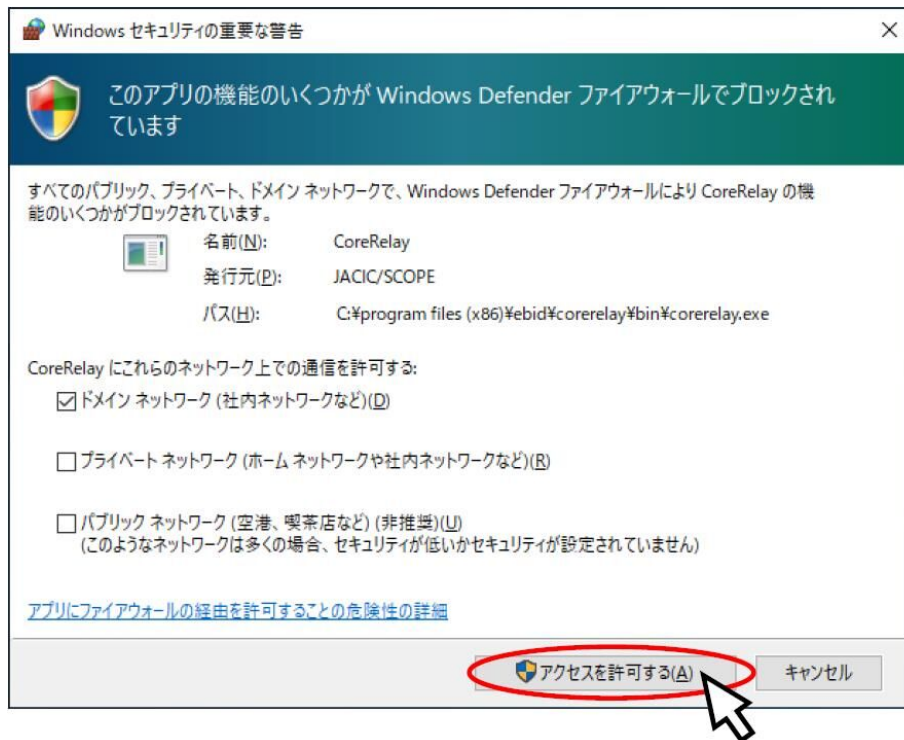 Windows セキュリティの重要な警告
このアプリの機能のいくつかが Windows Defender ファイアウォールでブロックされ
ています
すべてのパブリック、プライベート、ドメイン ネットワークで、Windows Defender ファイアウォールにより CoreRelay の機
能のいくつかがブロックされています。
名前(N): CoreRelay
発行元(P): JACIC/SCOPE
パス(H): C:¥program files (x86)¥ebid¥corerelay¥bin¥corerelay.exe
CoreRelay にこれらのネットワーク上での通信を許可する:
ドメイン ネットワーク (社内ネットワークなど)(D)
プライベート ネットワーク (ホーム ネットワークや社内ネットワークなど)(R)
パブリック ネットワーク (空港、喫茶店など) (非推奨)(U)
(このようなネットワークは多くの場合、セキュリティが低いかセキュリティが設定されていません)
アプリにファイアウォールの経由を許可することの危険性の詳細
アクセスを許可する(A) キャンセル